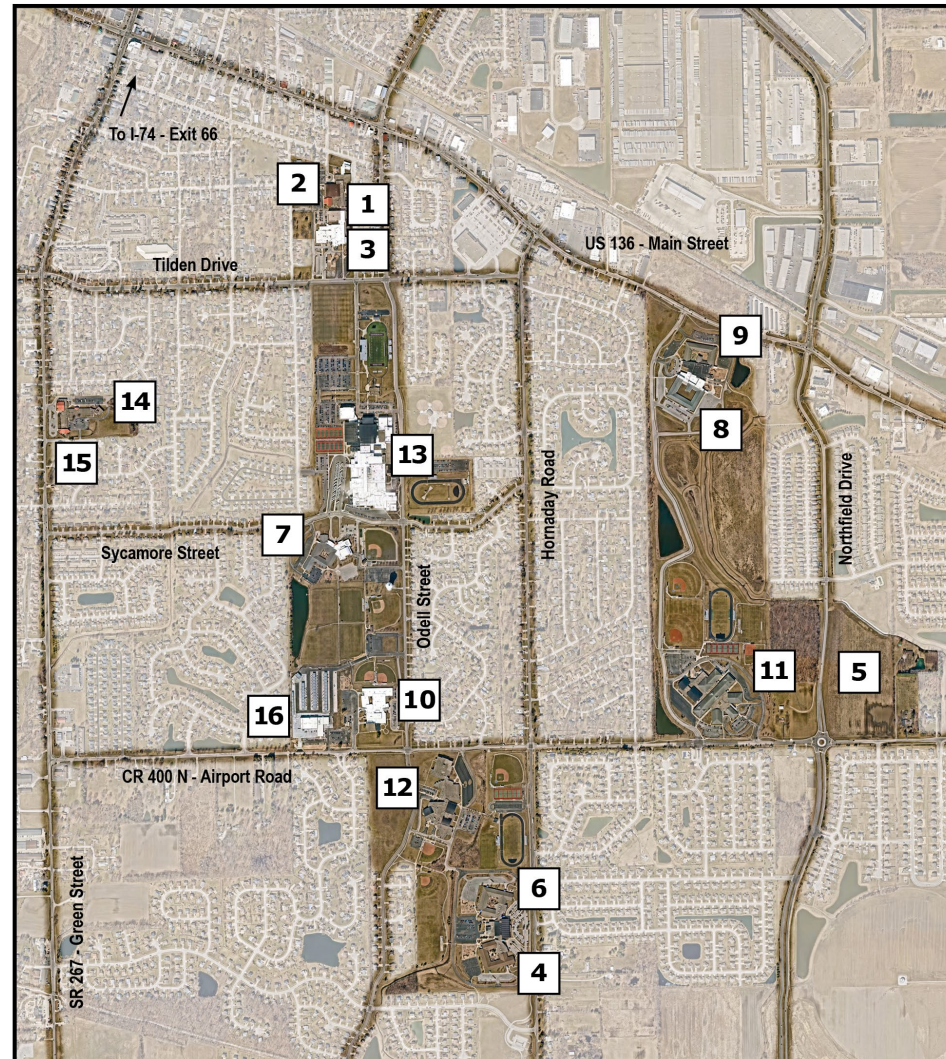 To I-74 - Exit 66
2
1
3
US 136 - Main Street
Tilden Drive
9
14
8
15
13
Hornaday Road
Northfield Drive
7
Sycamore Street
Odell Street
5
11
10
16
CR 400 N - Airport Road
12
6
SR 267 - Green Street
4